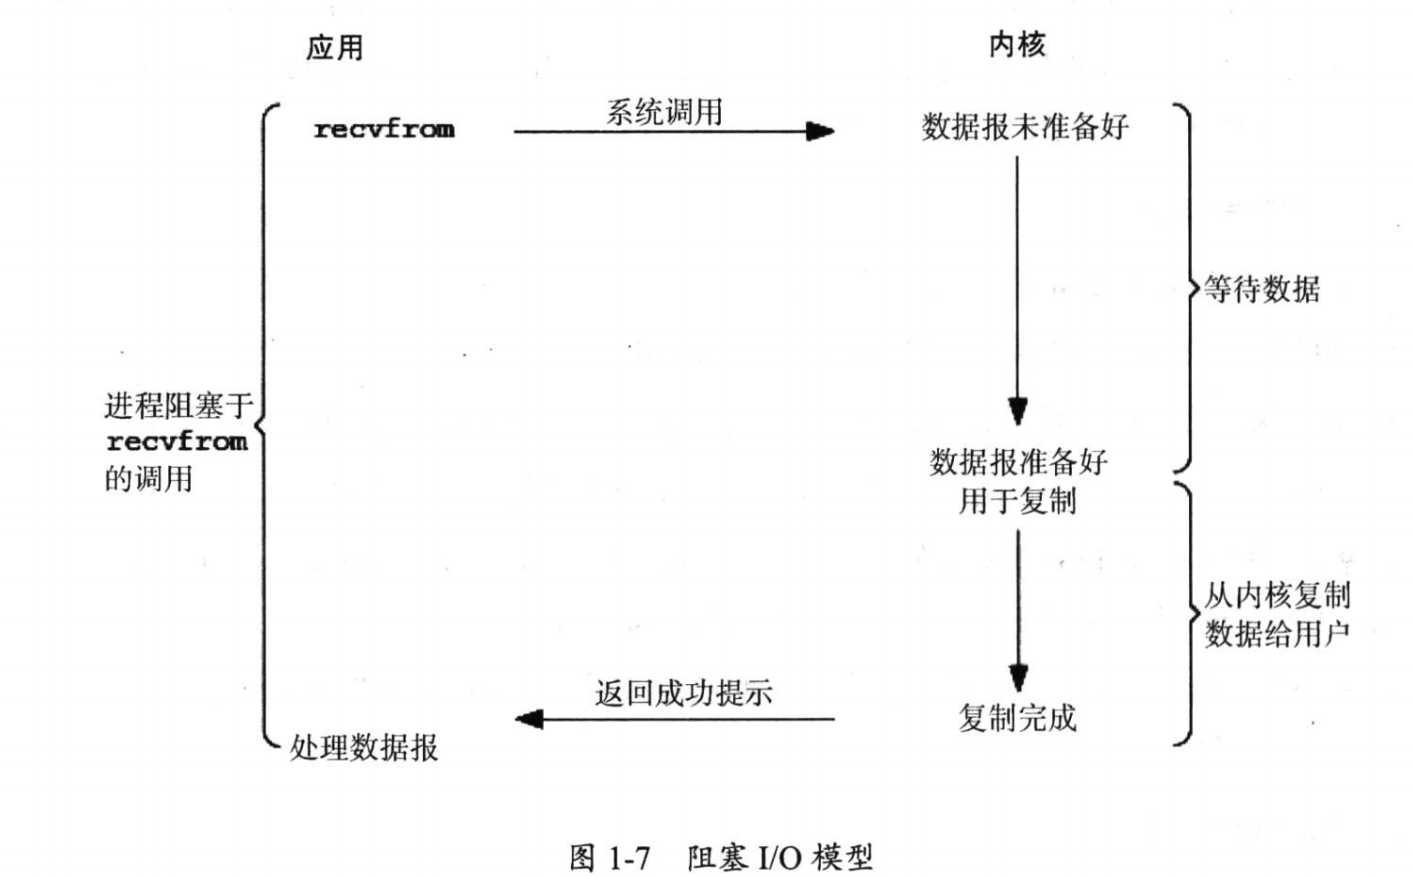 应用
内核
recvfrom
系统调用
数据报未准备好
等待数据
进程阻塞于
recvfrom
的调用
数据报准备好
用于复制
从内核复制
数据给用户
返回成功提示
复制完成
处理数据报
图 1-7 阻塞 I/O 模型